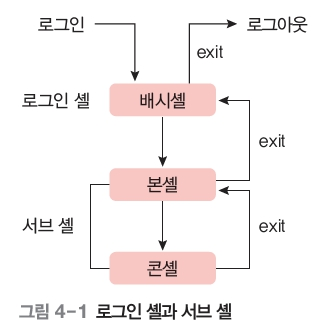 로그인
로그아웃
exit
로그인 셸
배시셸
exit
본셸
서브 셸
exit
콘셸
그림 4-1 로그인 셸과 서브 셸